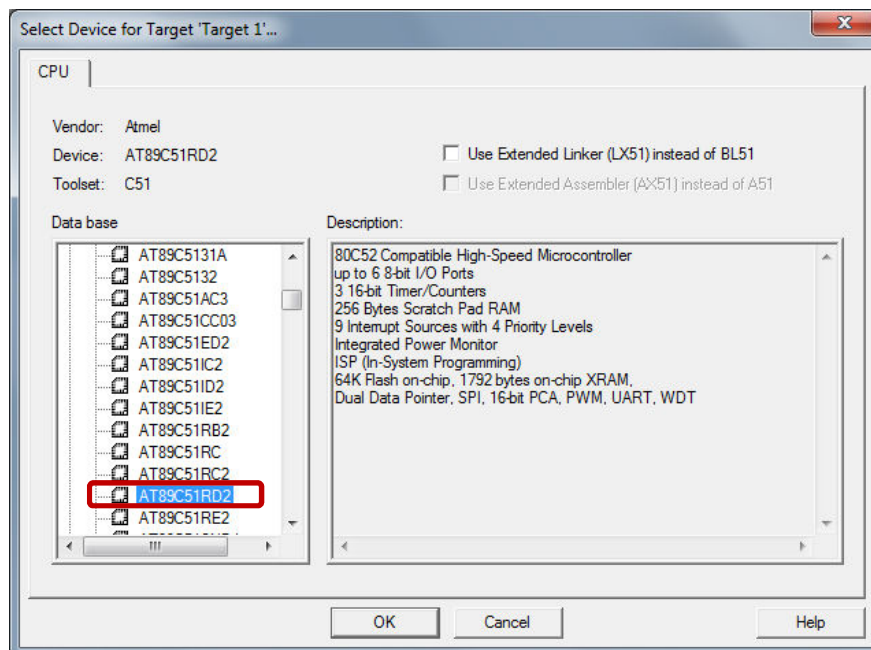 Select Device for Target 'Target 1'...
CPU
Vendor: Atmel
Device: AT89C51RD2
Toolset: C51
Use Extended Linker (LX51) instead of BL51
Use Extended Assembler (AX51) instead of A51
Data base
AT89C5131A
AT89C5132
AT89C51AC3
AT89C51CC03
AT89C51ED2
AT89C51IC2
AT89C51ID2
AT89C51IE2
AT89C51RB2
AT89C51RC
AT89C51RC2
AT89C51RD2
AT89C51RE2
Description:
80C52 Compatible High-Speed Microcontroller
up to 6 8-bit I/O Ports
3 16-bit Timer/Counters
256 Bytes Scratch Pad RAM
9 Interrupt Sources with 4 Priority Levels
Integrated Power Monitor
ISP (In-System Programming)
64K Flash on-chip, 1792 bytes on-chip XRAM,
Dual Data Pointer, SPI, 16-bit PCA, PWM, UART, WDT
OK
Cancel
Help